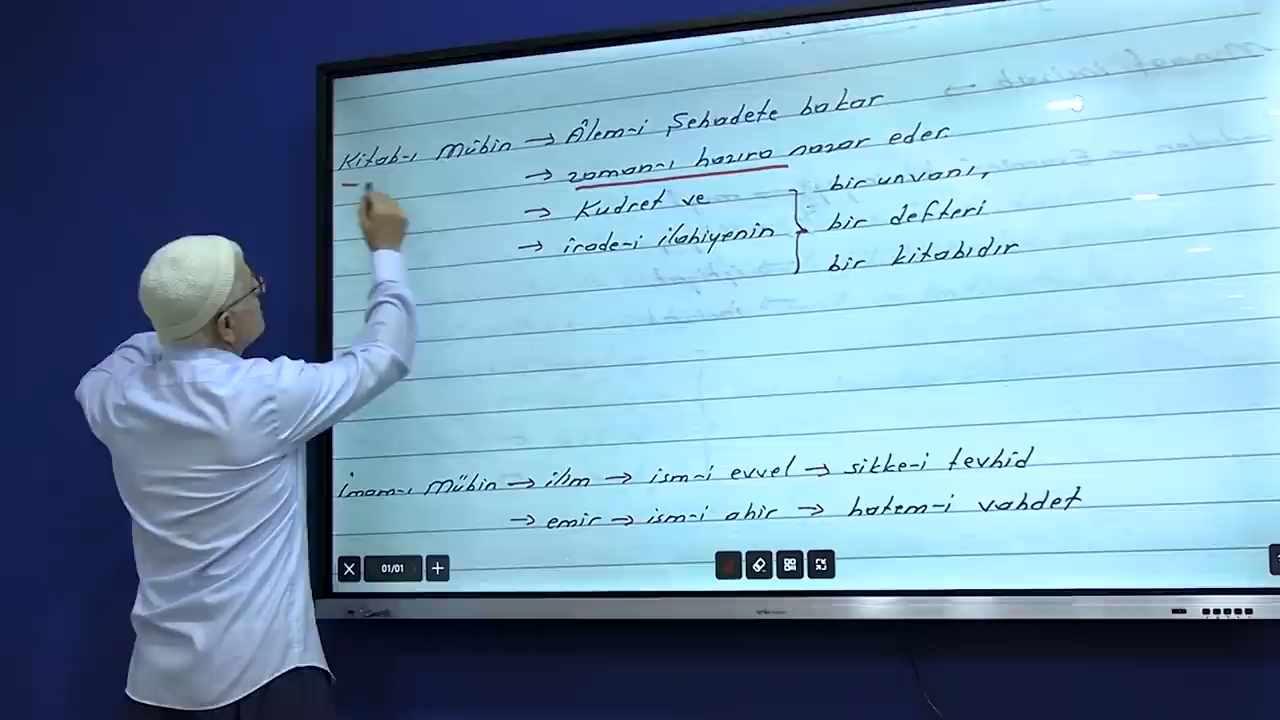 Kitab-ı Mübin → Âlem-i Şehadete bakar
→ zaman-ı hazıra nazar eder
→ Kudret ve
→ irade-i ilahiyenin
bir unvanı,
bir defteri
bir kitabıdır
İmam-ı Mübin → ilim → ism-i evvel → sikke-i tevhid
→ emir → ism-i ahir → hatem-i vahdet
01/01